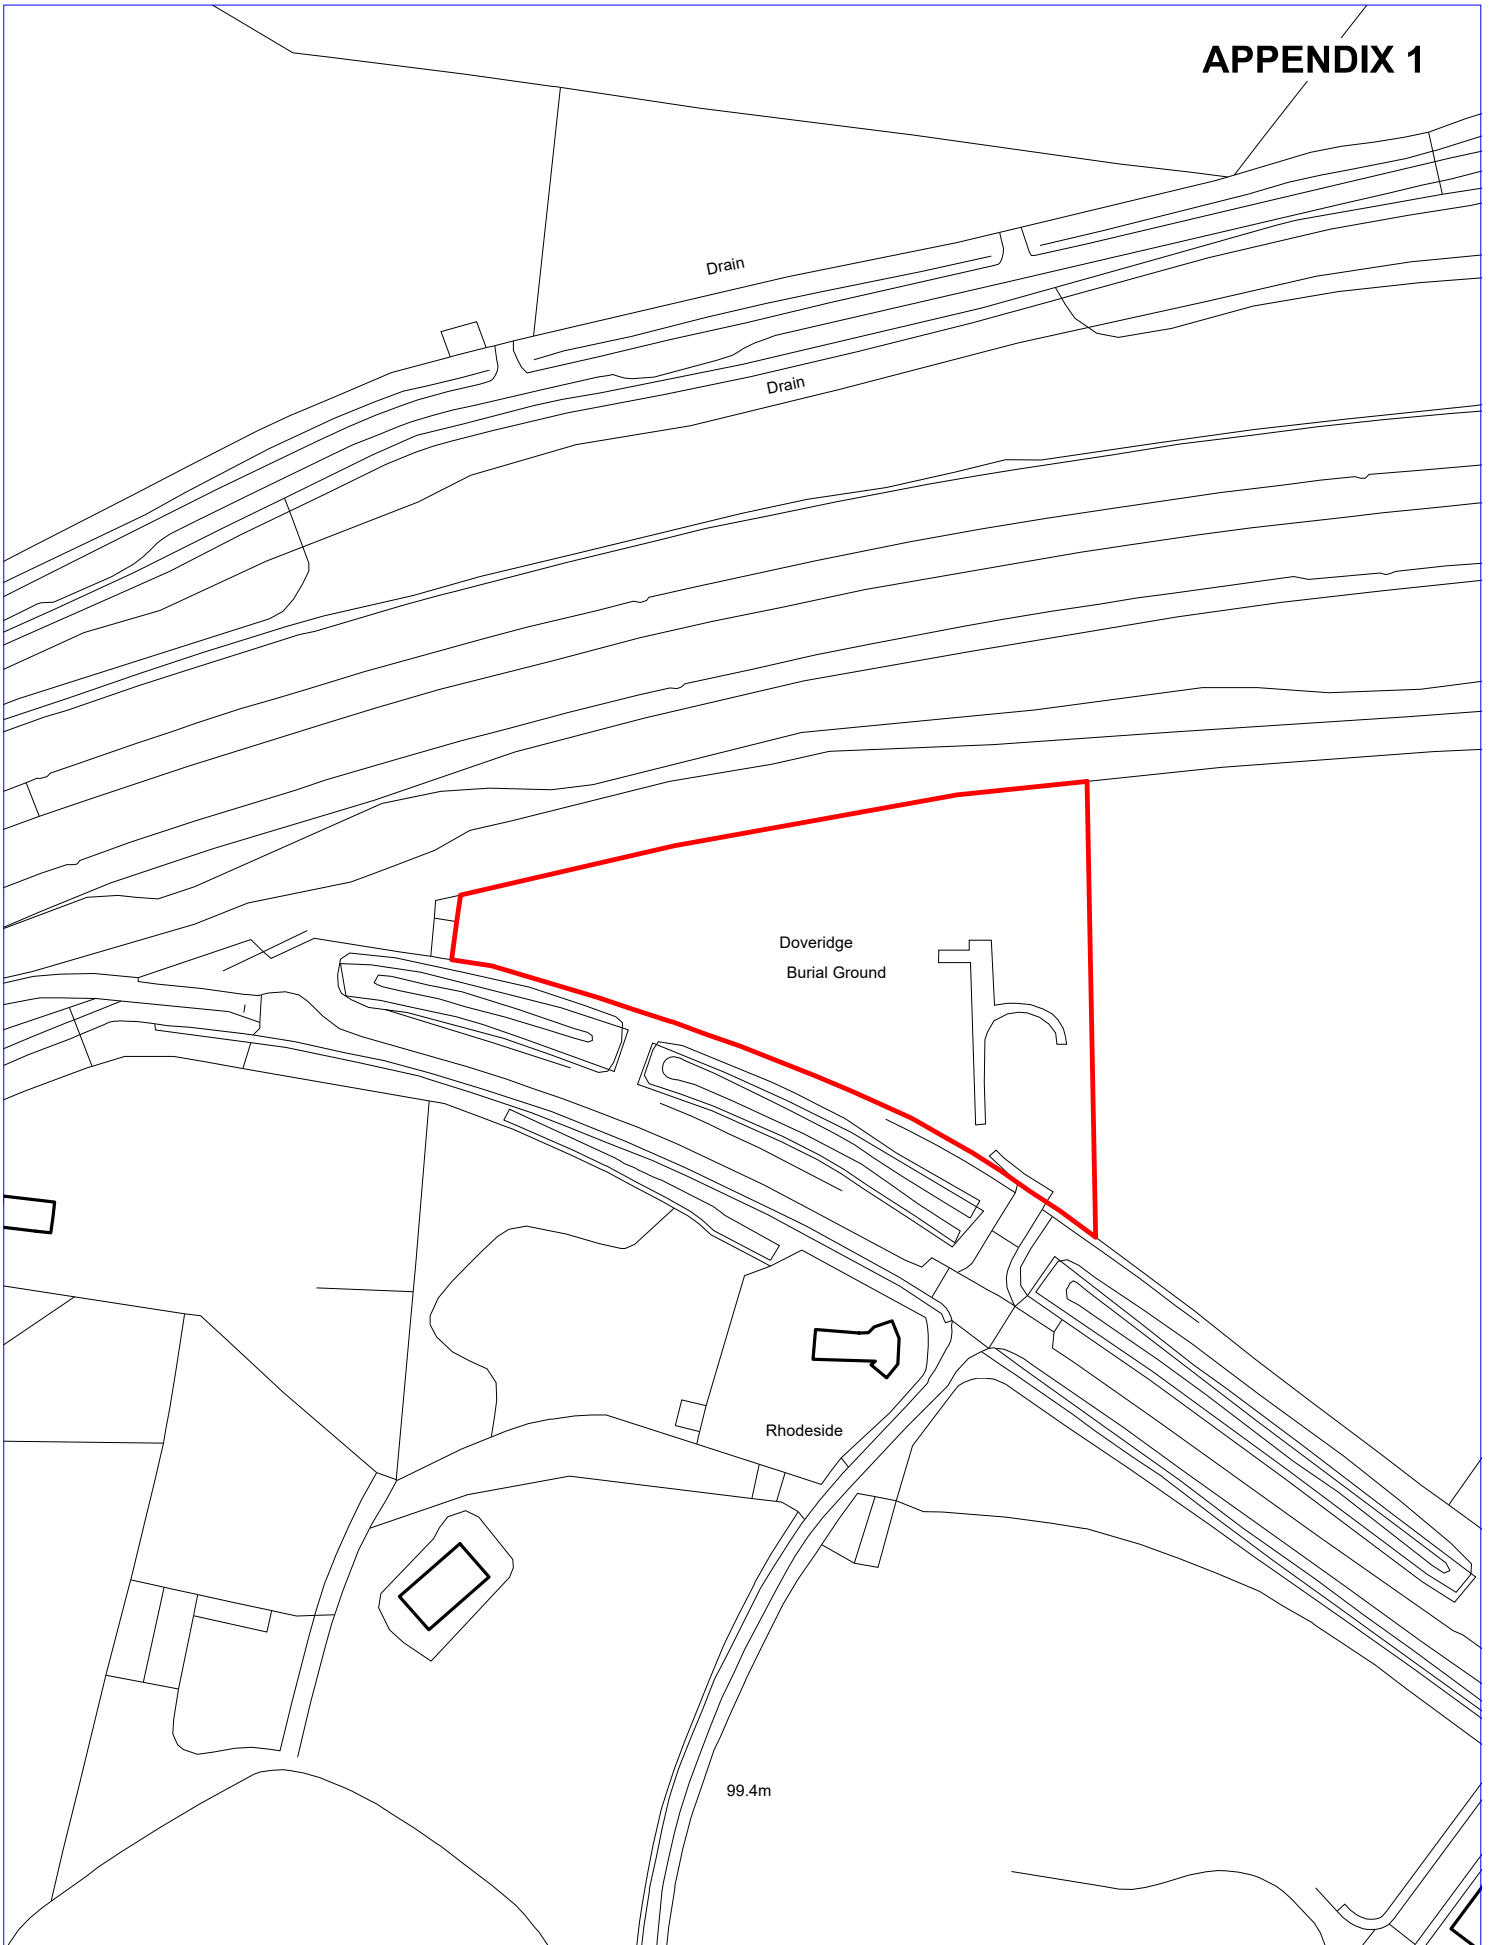 APPENDIX 1
Drain
Drain
Doveridge
Burial Ground
Rhodeside
99.4m